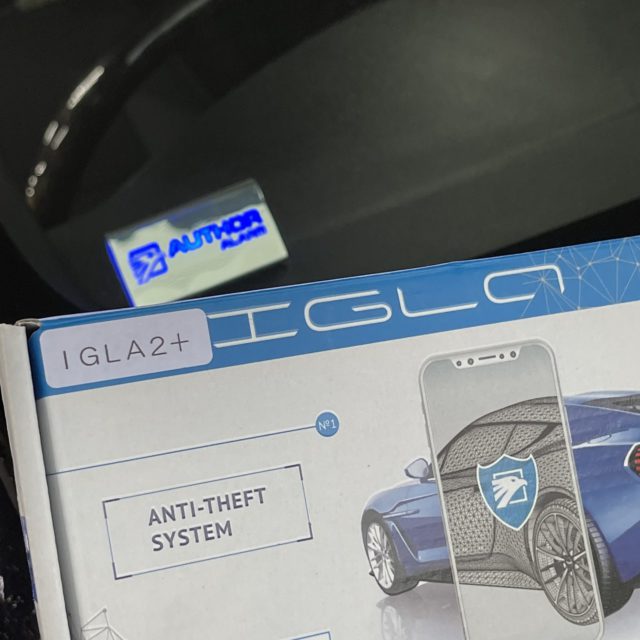 AUTHOR
ALARM
IGLA2+
IGLA
№1
ANTI-THEFT
SYSTEM